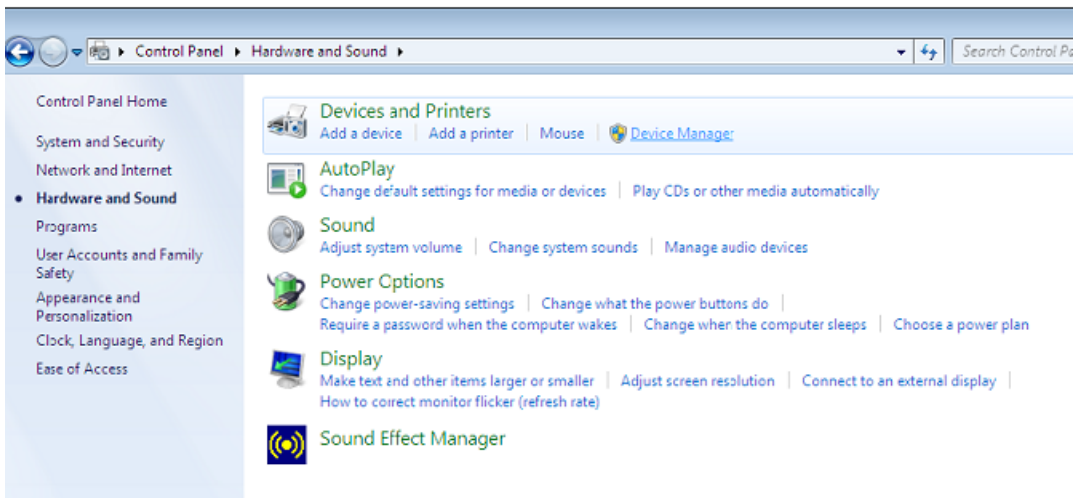 Control Panel Hardware and Sound
Search Control Pa
Control Panel Home
System and Security
Network and Internet
Hardware and Sound
Programs
User Accounts and Family
Safety
Appearance and
Personalization
Clock, Language, and Region
Ease of Access
Devices and Printers
Add a device Add a printer Mouse Device Manager
AutoPlay
Change default settings for media or devices Play CDs or other media automatically
Sound
Adjust system volume Change system sounds Manage audio devices
Power Options
Change power-saving settings Change what the power buttons do
Require a password when the computer wakes Change when the computer sleeps Choose a power plan
Display
Make text and other items larger or smaller Adjust screen resolution Connect to an external display
How to correct monitor flicker (refresh rate)
Sound Effect Manager